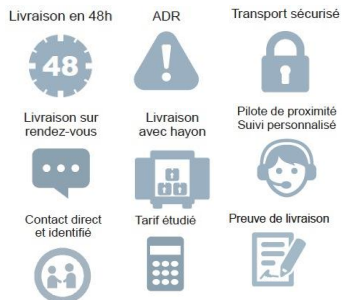 Livraison en 48h
ADR
Transport sécurisé
48
Livraison sur
rendez-vous
Livraison
avec hayon
Pilote de proximité
Suivi personnalisé
Contact direct
et identifié
Tarif étudié
Preuve de livraison